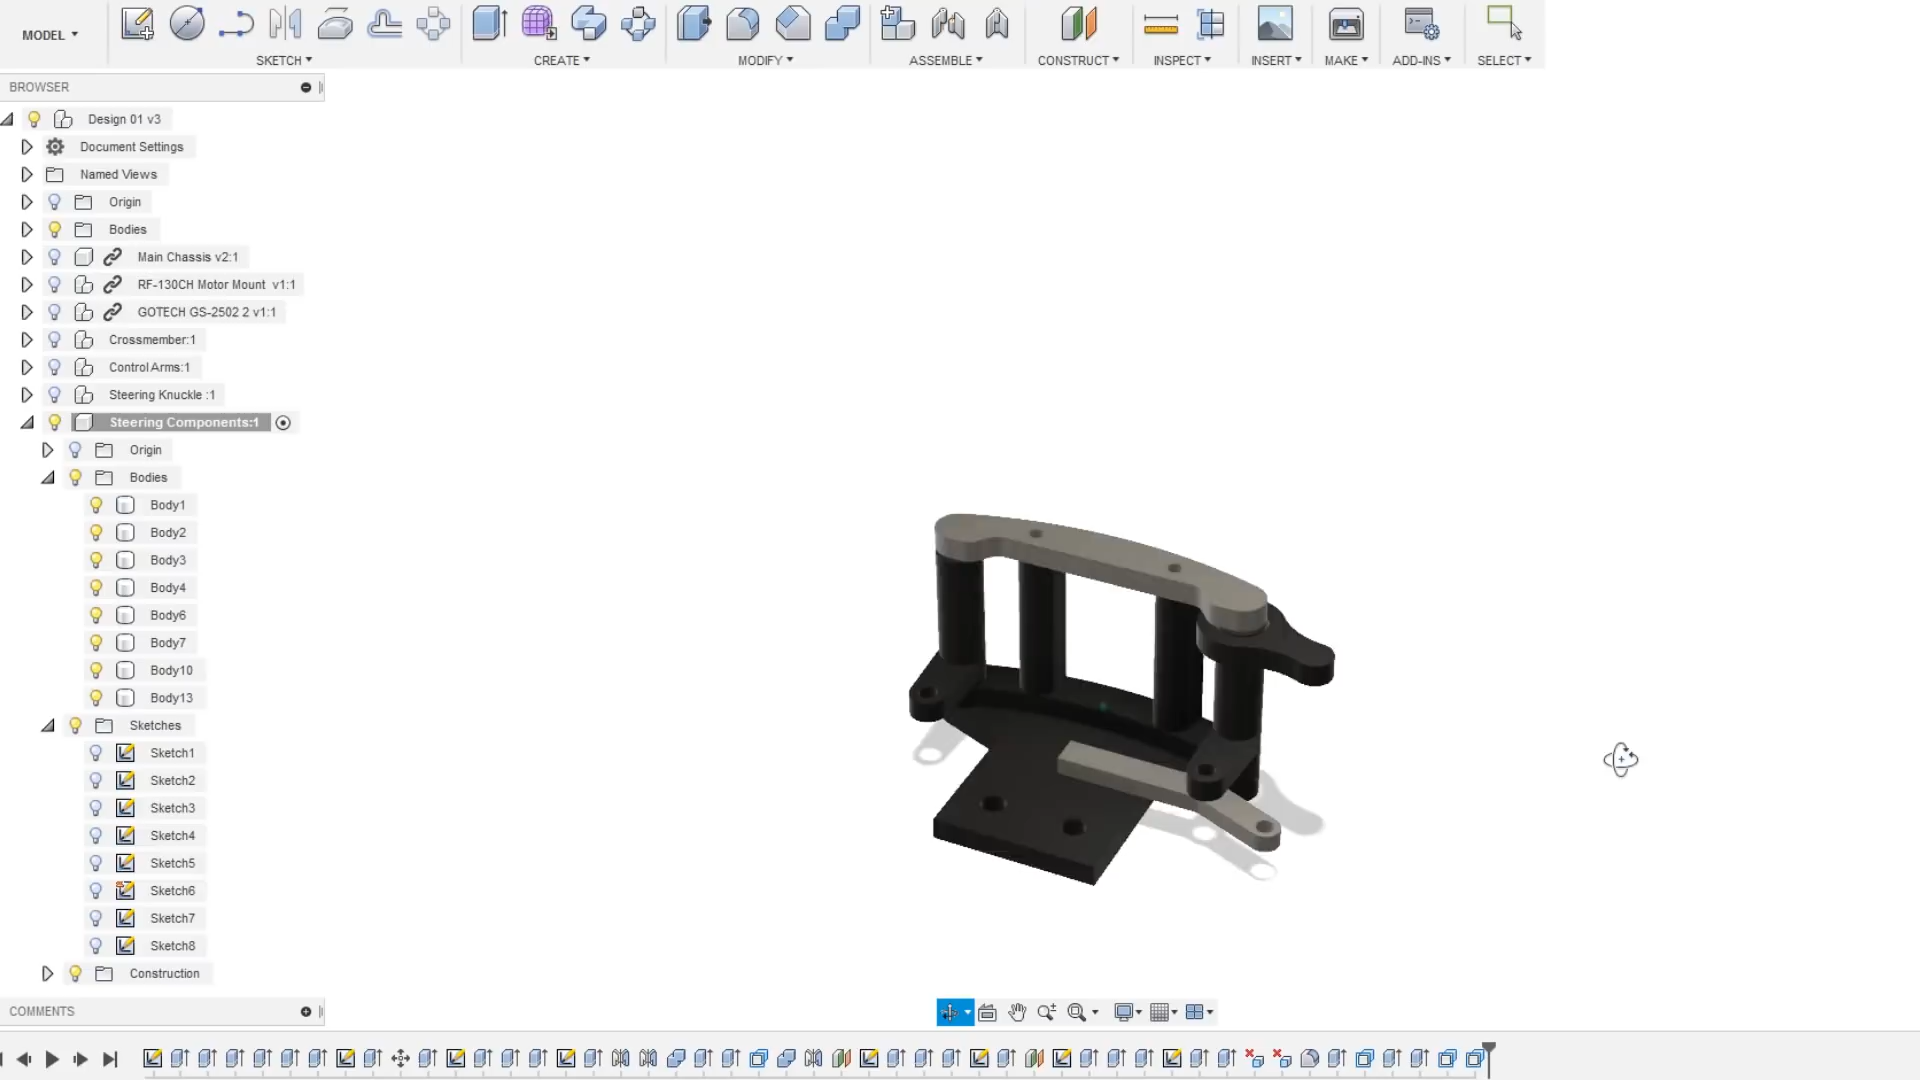 MODEL
SKETCH
CREATE
MODIFY
ASSEMBLE
CONSTRUCT
INSPECT
INSERT
MAKE
ADD-INS
SELECT
BROWSER
Design 01 v3
Document Settings
Named Views
Origin
Bodies
Main Chassis v2:1
RF-130CH Motor Mount v1:1
GOTECH GS-2502 2 v1:1
Crossmember:1
Control Arms:1
Steering Knuckle :1
Steering Components:1
Origin
Bodies
Body1
Body2
Body3
Body4
Body6
Body7
Body10
Body13
Sketches
Sketch1
Sketch2
Sketch3
Sketch4
Sketch5
Sketch6
Sketch7
Sketch8
Construction
COMMENTS